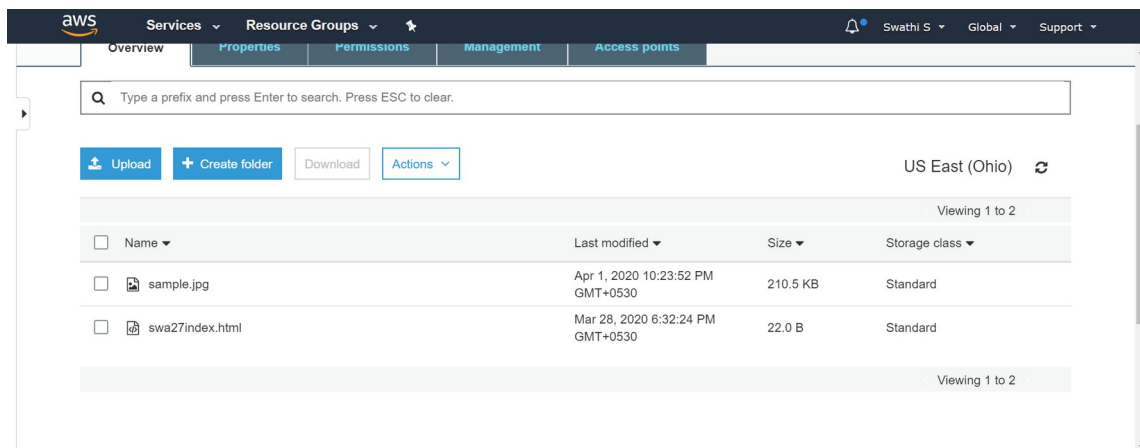 aws Services Resource Groups Swathi S Global Support
Overview Properties Permissions Management Access points
Type a prefix and press Enter to search. Press ESC to clear.
Upload + Create folder Download Actions US East (Ohio)
Viewing 1 to 2
Name Last modified Size Storage class
sample.jpg Apr 1, 2020 10:23:52 PM 210.5 KB Standard
GMT+0530
swa27index.html Mar 28, 2020 6:32:24 PM 22.0 B Standard
GMT+0530
Viewing 1 to 2